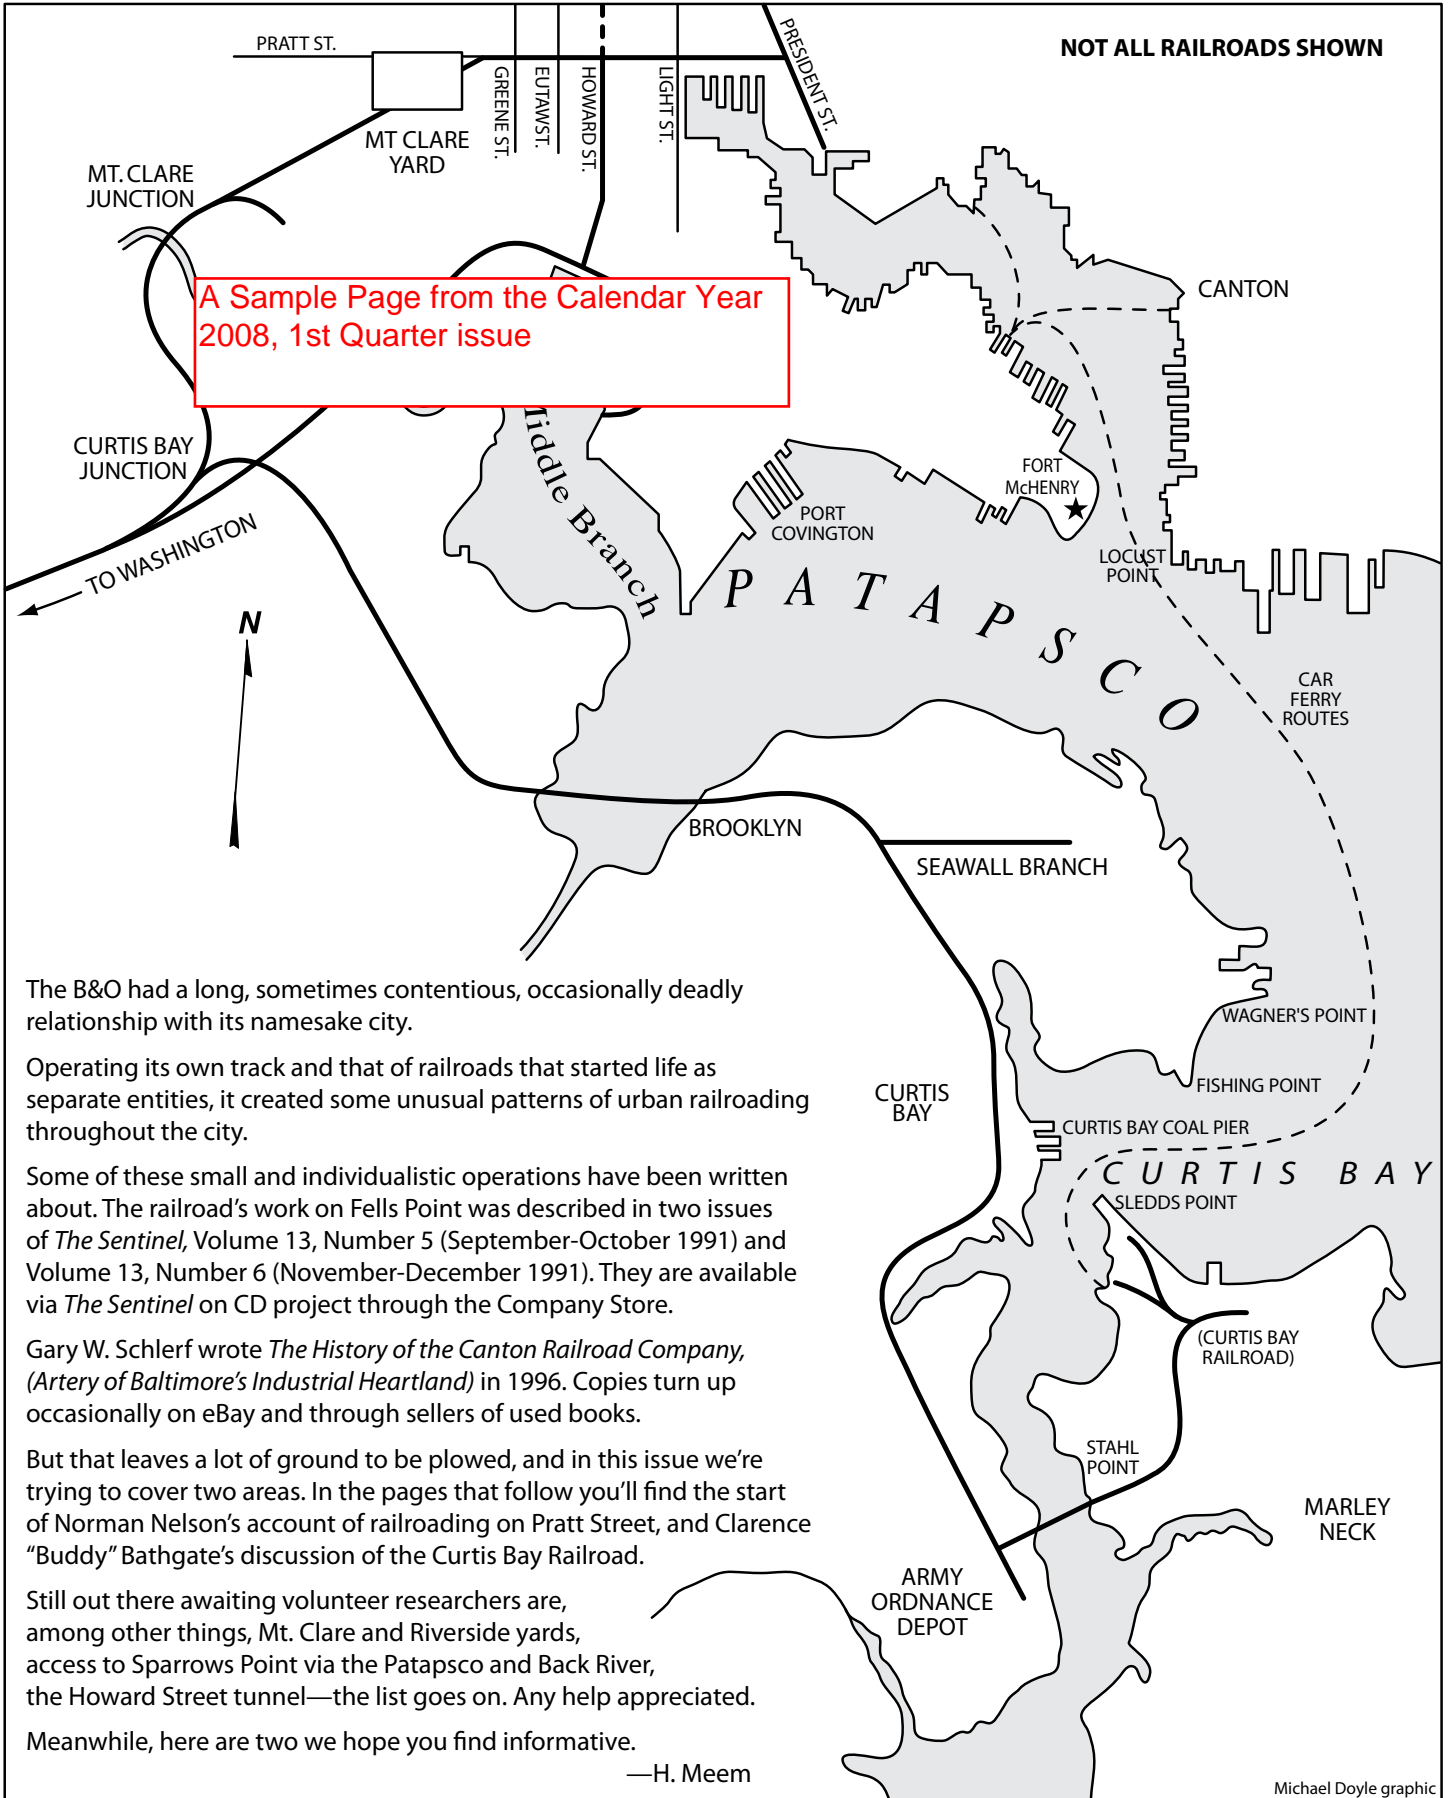 NOT ALL RAILROADS SHOWN
PRATT ST.
PRESIDENT ST.
GREENE ST.
EUTAWST.
HOWARD ST.
LIGHT ST.
MT CLARE
YARD
MT. CLARE
JUNCTION
A Sample Page from the Calendar Year
2008, 1st Quarter issue
CANTON
CURTIS BAY
JUNCTION
Middle Branch
FORT
McHENRY
PORT
COVINGTON
TO WASHINGTON
LOCUST
POINT
PATAPSCO
N
CAR
FERRY
ROUTES
BROOKLYN
SEAWALL BRANCH
The B&O had a long, sometimes contentious, occasionally deadly
relationship with its namesake city.
Operating its own track and that of railroads that started life as
separate entities, it created some unusual patterns of urban railroading
throughout the city.
Some of these small and individualistic operations have been written
about. The railroad’s work on Fells Point was described in two issues
of The Sentinel, Volume 13, Number 5 (September-October 1991) and
Volume 13, Number 6 (November-December 1991). They are available
via The Sentinel on CD project through the Company Store.
Gary W. Schlerf wrote The History of the Canton Railroad Company,
(Artery of Baltimore’s Industrial Heartland) in 1996. Copies turn up
occasionally on eBay and through sellers of used books.
But that leaves a lot of ground to be plowed, and in this issue we’re
trying to cover two areas. In the pages that follow you’ll find the start
of Norman Nelson’s account of railroading on Pratt Street, and Clarence
“Buddy” Bathgate’s discussion of the Curtis Bay Railroad.
Still out there awaiting volunteer researchers are,
among other things, Mt. Clare and Riverside yards,
access to Sparrows Point via the Patapsco and Back River,
the Howard Street tunnel—the list goes on. Any help appreciated.
Meanwhile, here are two we hope you find informative.
—H. Meem
WAGNER'S POINT
FISHING POINT
CURTIS
BAY
CURTIS BAY COAL PIER
CURTIS BAY
SLEDDS POINT
(CURTIS BAY
RAILROAD)
STAHL
POINT
MARLEY
NECK
ARMY
ORDNANCE
DEPOT
Michael Doyle graphic